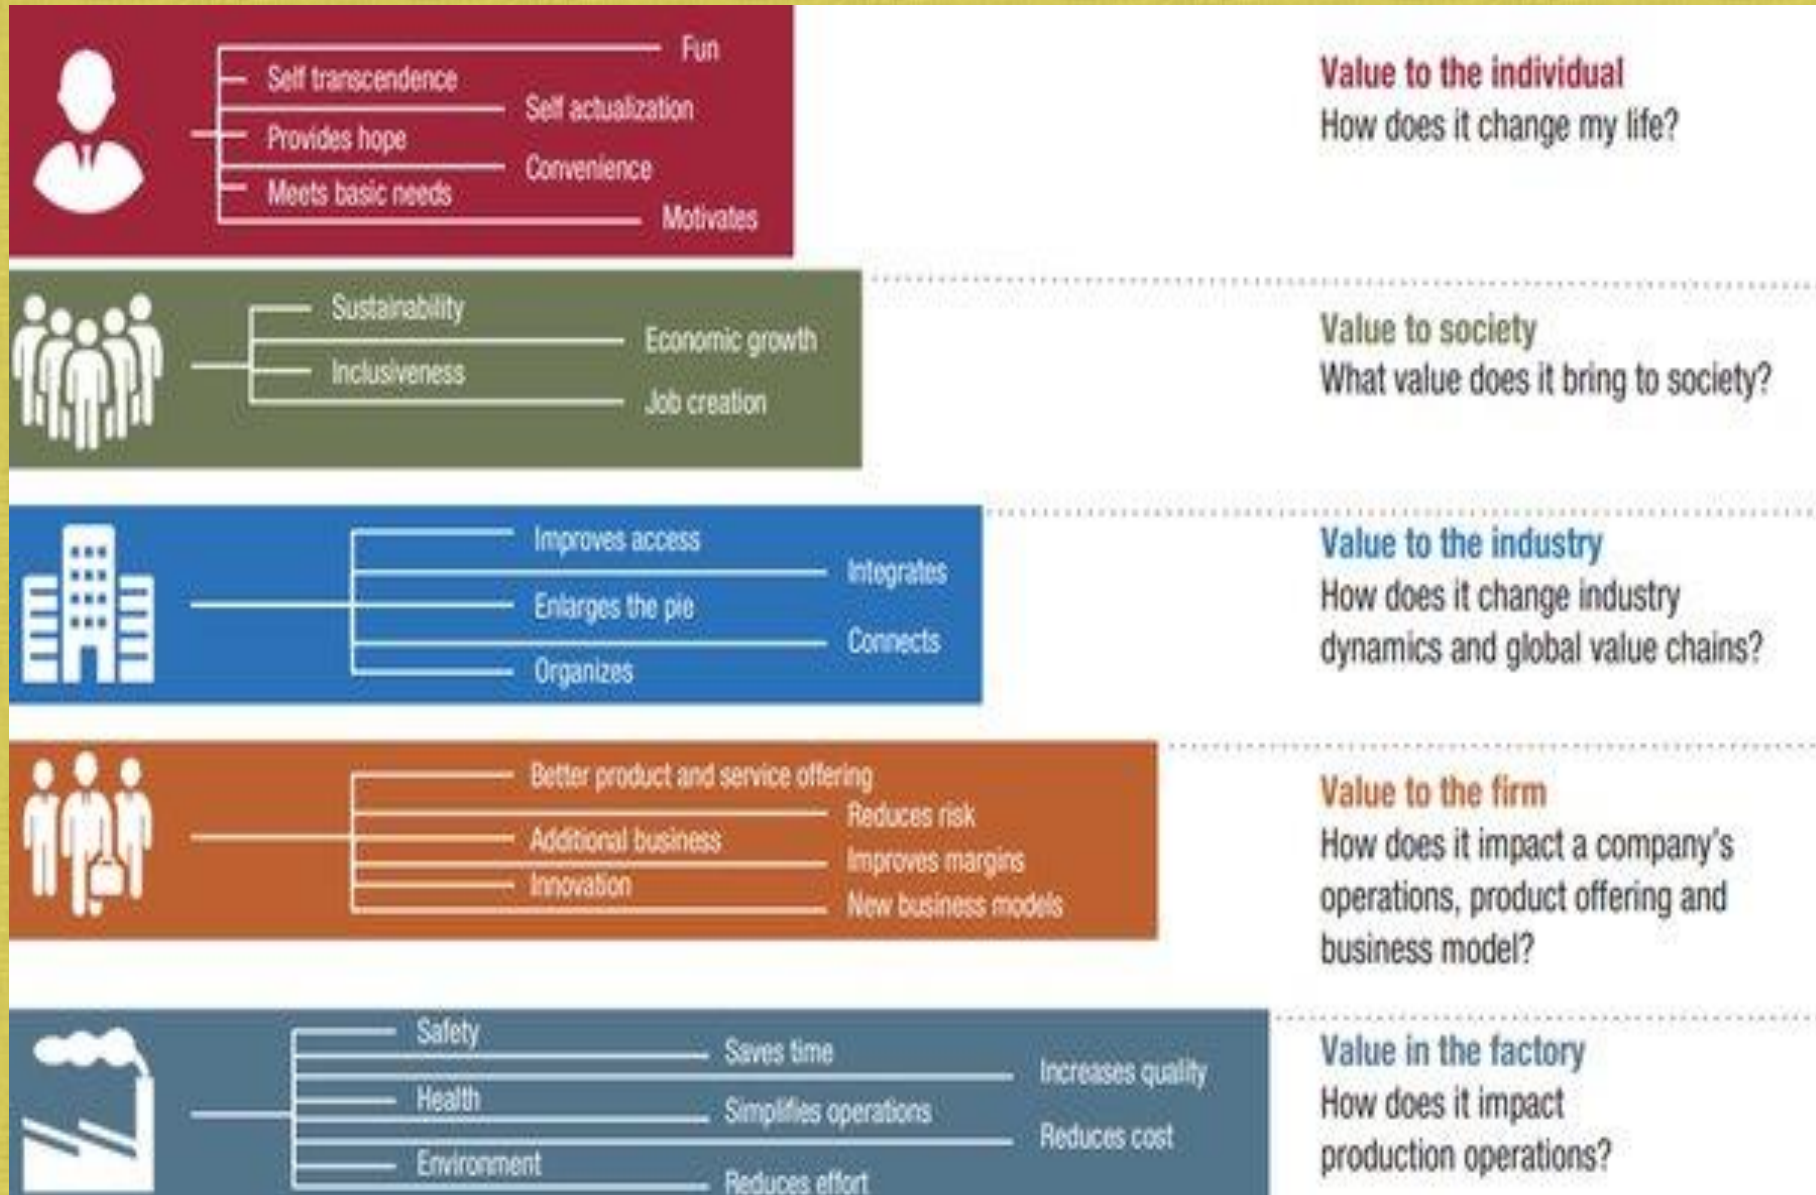 Fun
Self transcendence
Self actualization
Provides hope
Convenience
Meets basic needs
Motivates
Value to the individual
How does it change my life?
Sustainability
Economic growth
Inclusiveness
Job creation
Value to society
What value does it bring to society?
Improves access
Integrates
Enlarges the pie
Connects
Organizes
Value to the industry
How does it change industry
dynamics and global value chains?
Better product and service offering
Reduces risk
Additional business
Improves margins
Innovation
New business models
Value to the firm
How does it impact a company's
operations, product offering and
business model?
Safety
Saves time
Increases quality
Health
Simplifies operations
Reduces cost
Environment
Reduces effort
Value in the factory
How does it impact
production operations?